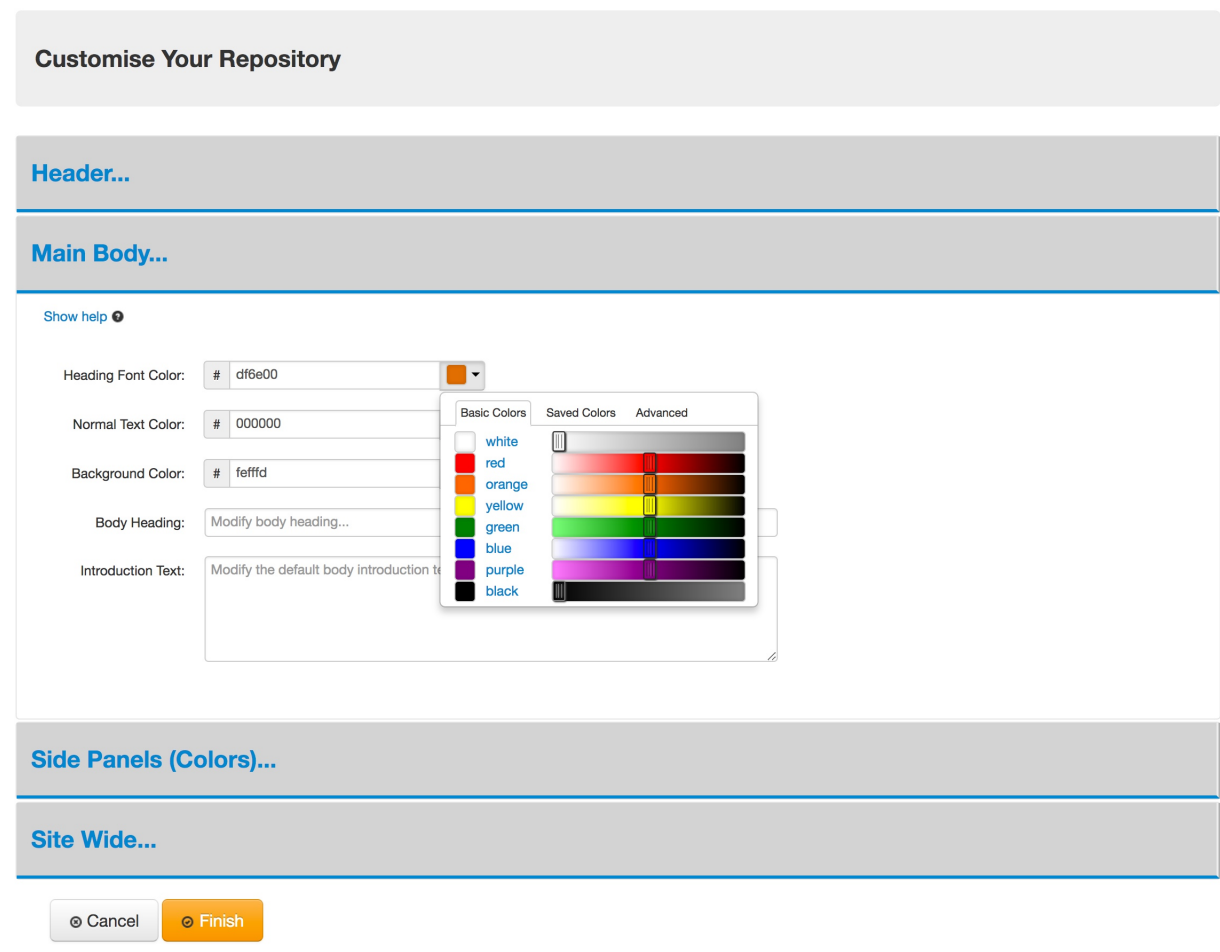 Customise Your Repository
Header...
Main Body...
Show help
Heading Font Color: # df6e00
Basic Colors Saved Colors Advanced
Normal Text Color: # 000000
white
red
Background Color: # fefffd
orange
yellow
Body Heading: Modify body heading...
green
blue
Introduction Text: Modify the default body introduction
purple
black
Side Panels (Colors)...
Site Wide...
Cancel Finish